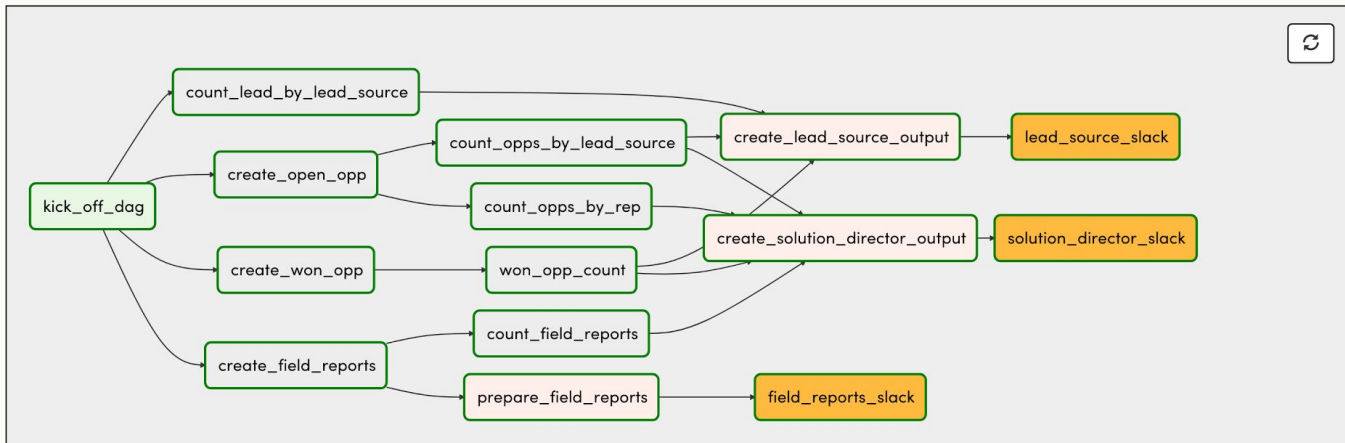 count_lead_by_lead_source
count_opps_by_lead_source
create_lead_source_output
lead_source_slack
create_open_opp
kick_off_dag
count_opps_by_rep
create_solution_director_output
solution_director_slack
create_won_opp
won_opp_count
count_field_reports
create_field_reports
prepare_field_reports
field_reports_slack